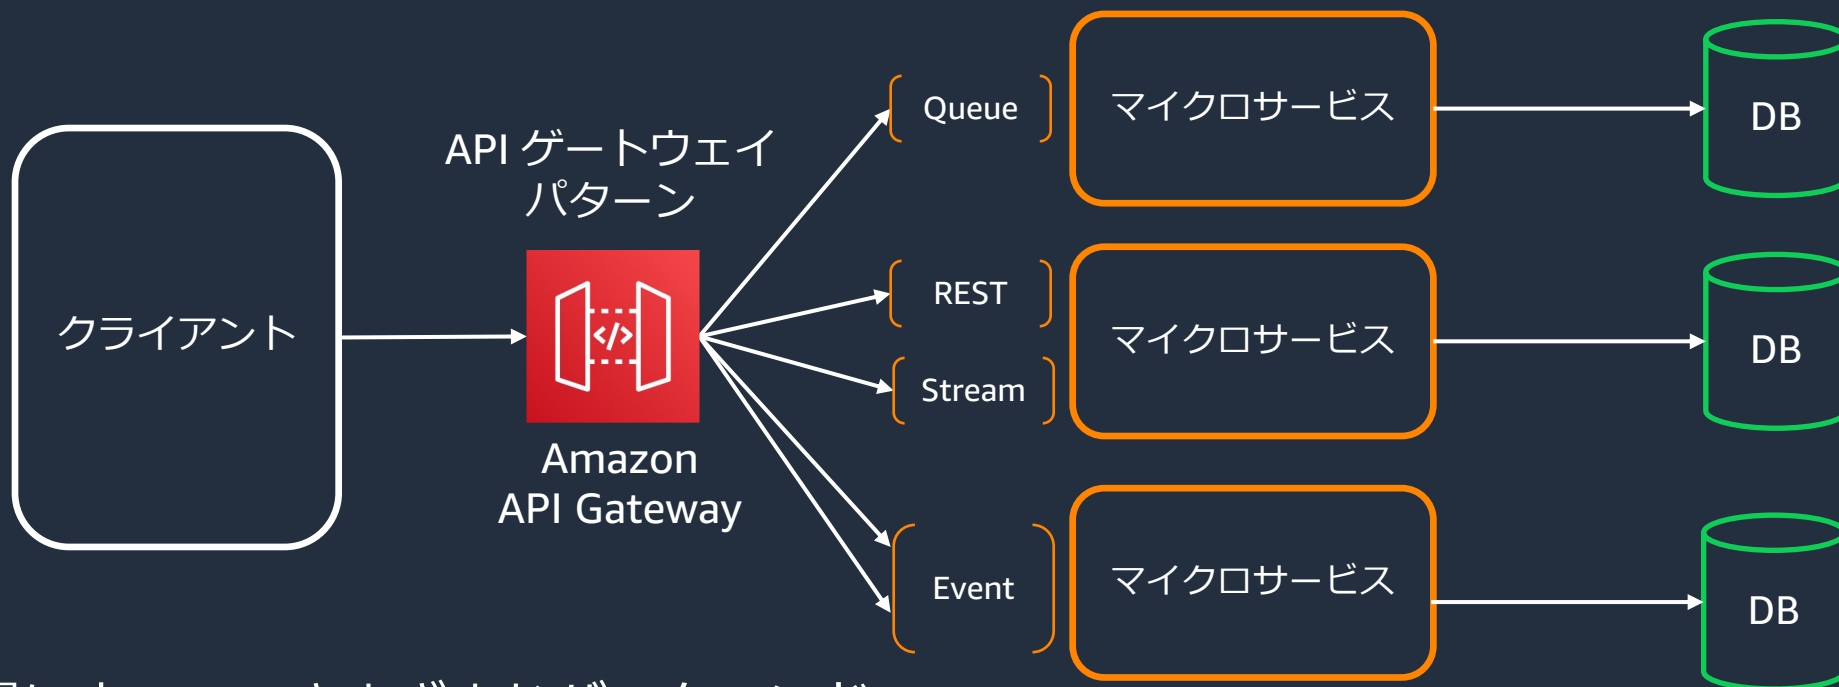 クライアント
API ゲートウェイ
パターン
Amazon
API Gateway
Queue
マイクロサービス
DB
REST
Stream
マイクロサービス
DB
Event
マイクロサービス
DB